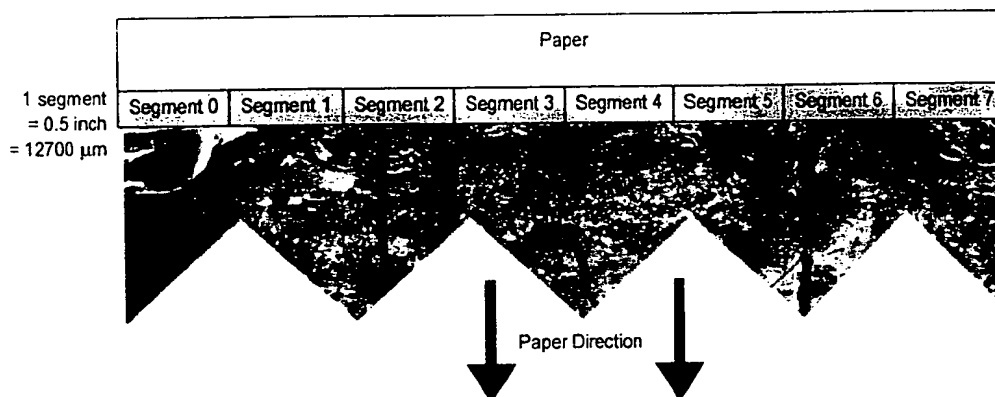 Paper
1 segment
= 0.5 inch
= 12700 μm
Segment 0 Segment 1 Segment 2 Segment 3 Segment 4 Segment 5 Segment 6 Segment 7
Paper Direction